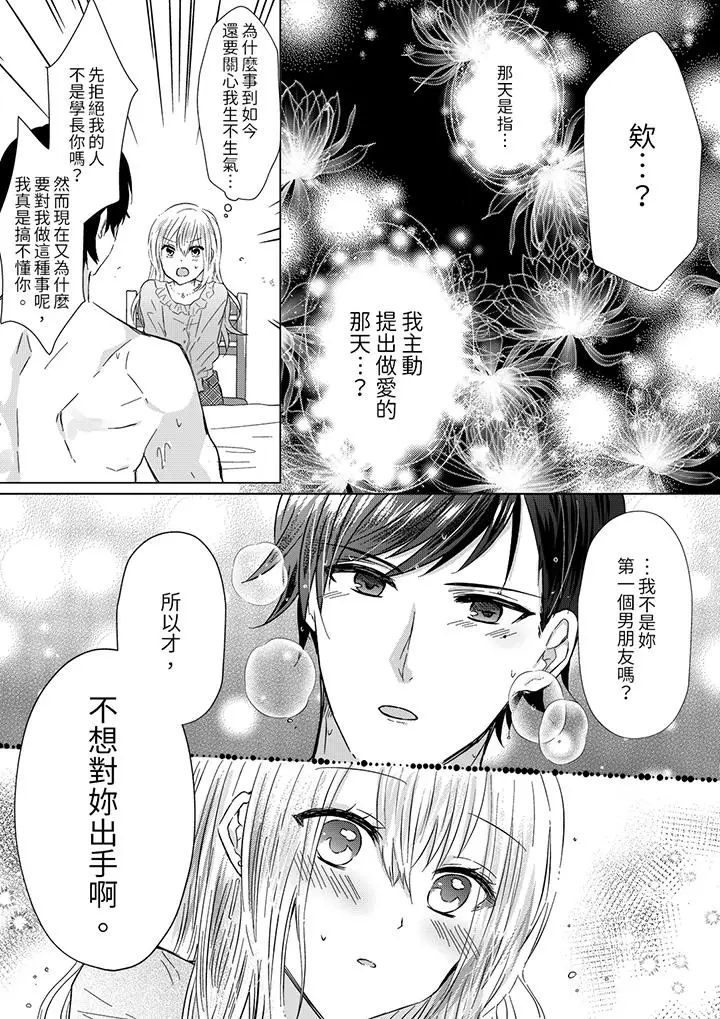 欸…？
那天是指…
我主動
提出做愛的
那天…？
為什麼事到如今
還要關心我生不生氣…。
先拒絕我的人
不是學長你嗎？
然而現在又為什麼
要對我做這種事呢，
我真是搞不懂你。
…我不是妳
第一個男朋友嗎？
所以才，
不想對妳出手啊。